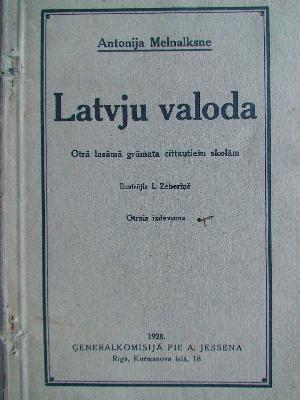 Antonija Melnalksne
Latvju valoda
Otrā lasāmā grāmata cittautiešu skolām
Ilustrējis I. Zeberiņš
Otrais izdevums
1928.
ĢENERALKOMISIJĀ PIE A. JESSENA
Rīgā, Kurmanova ielā, 18